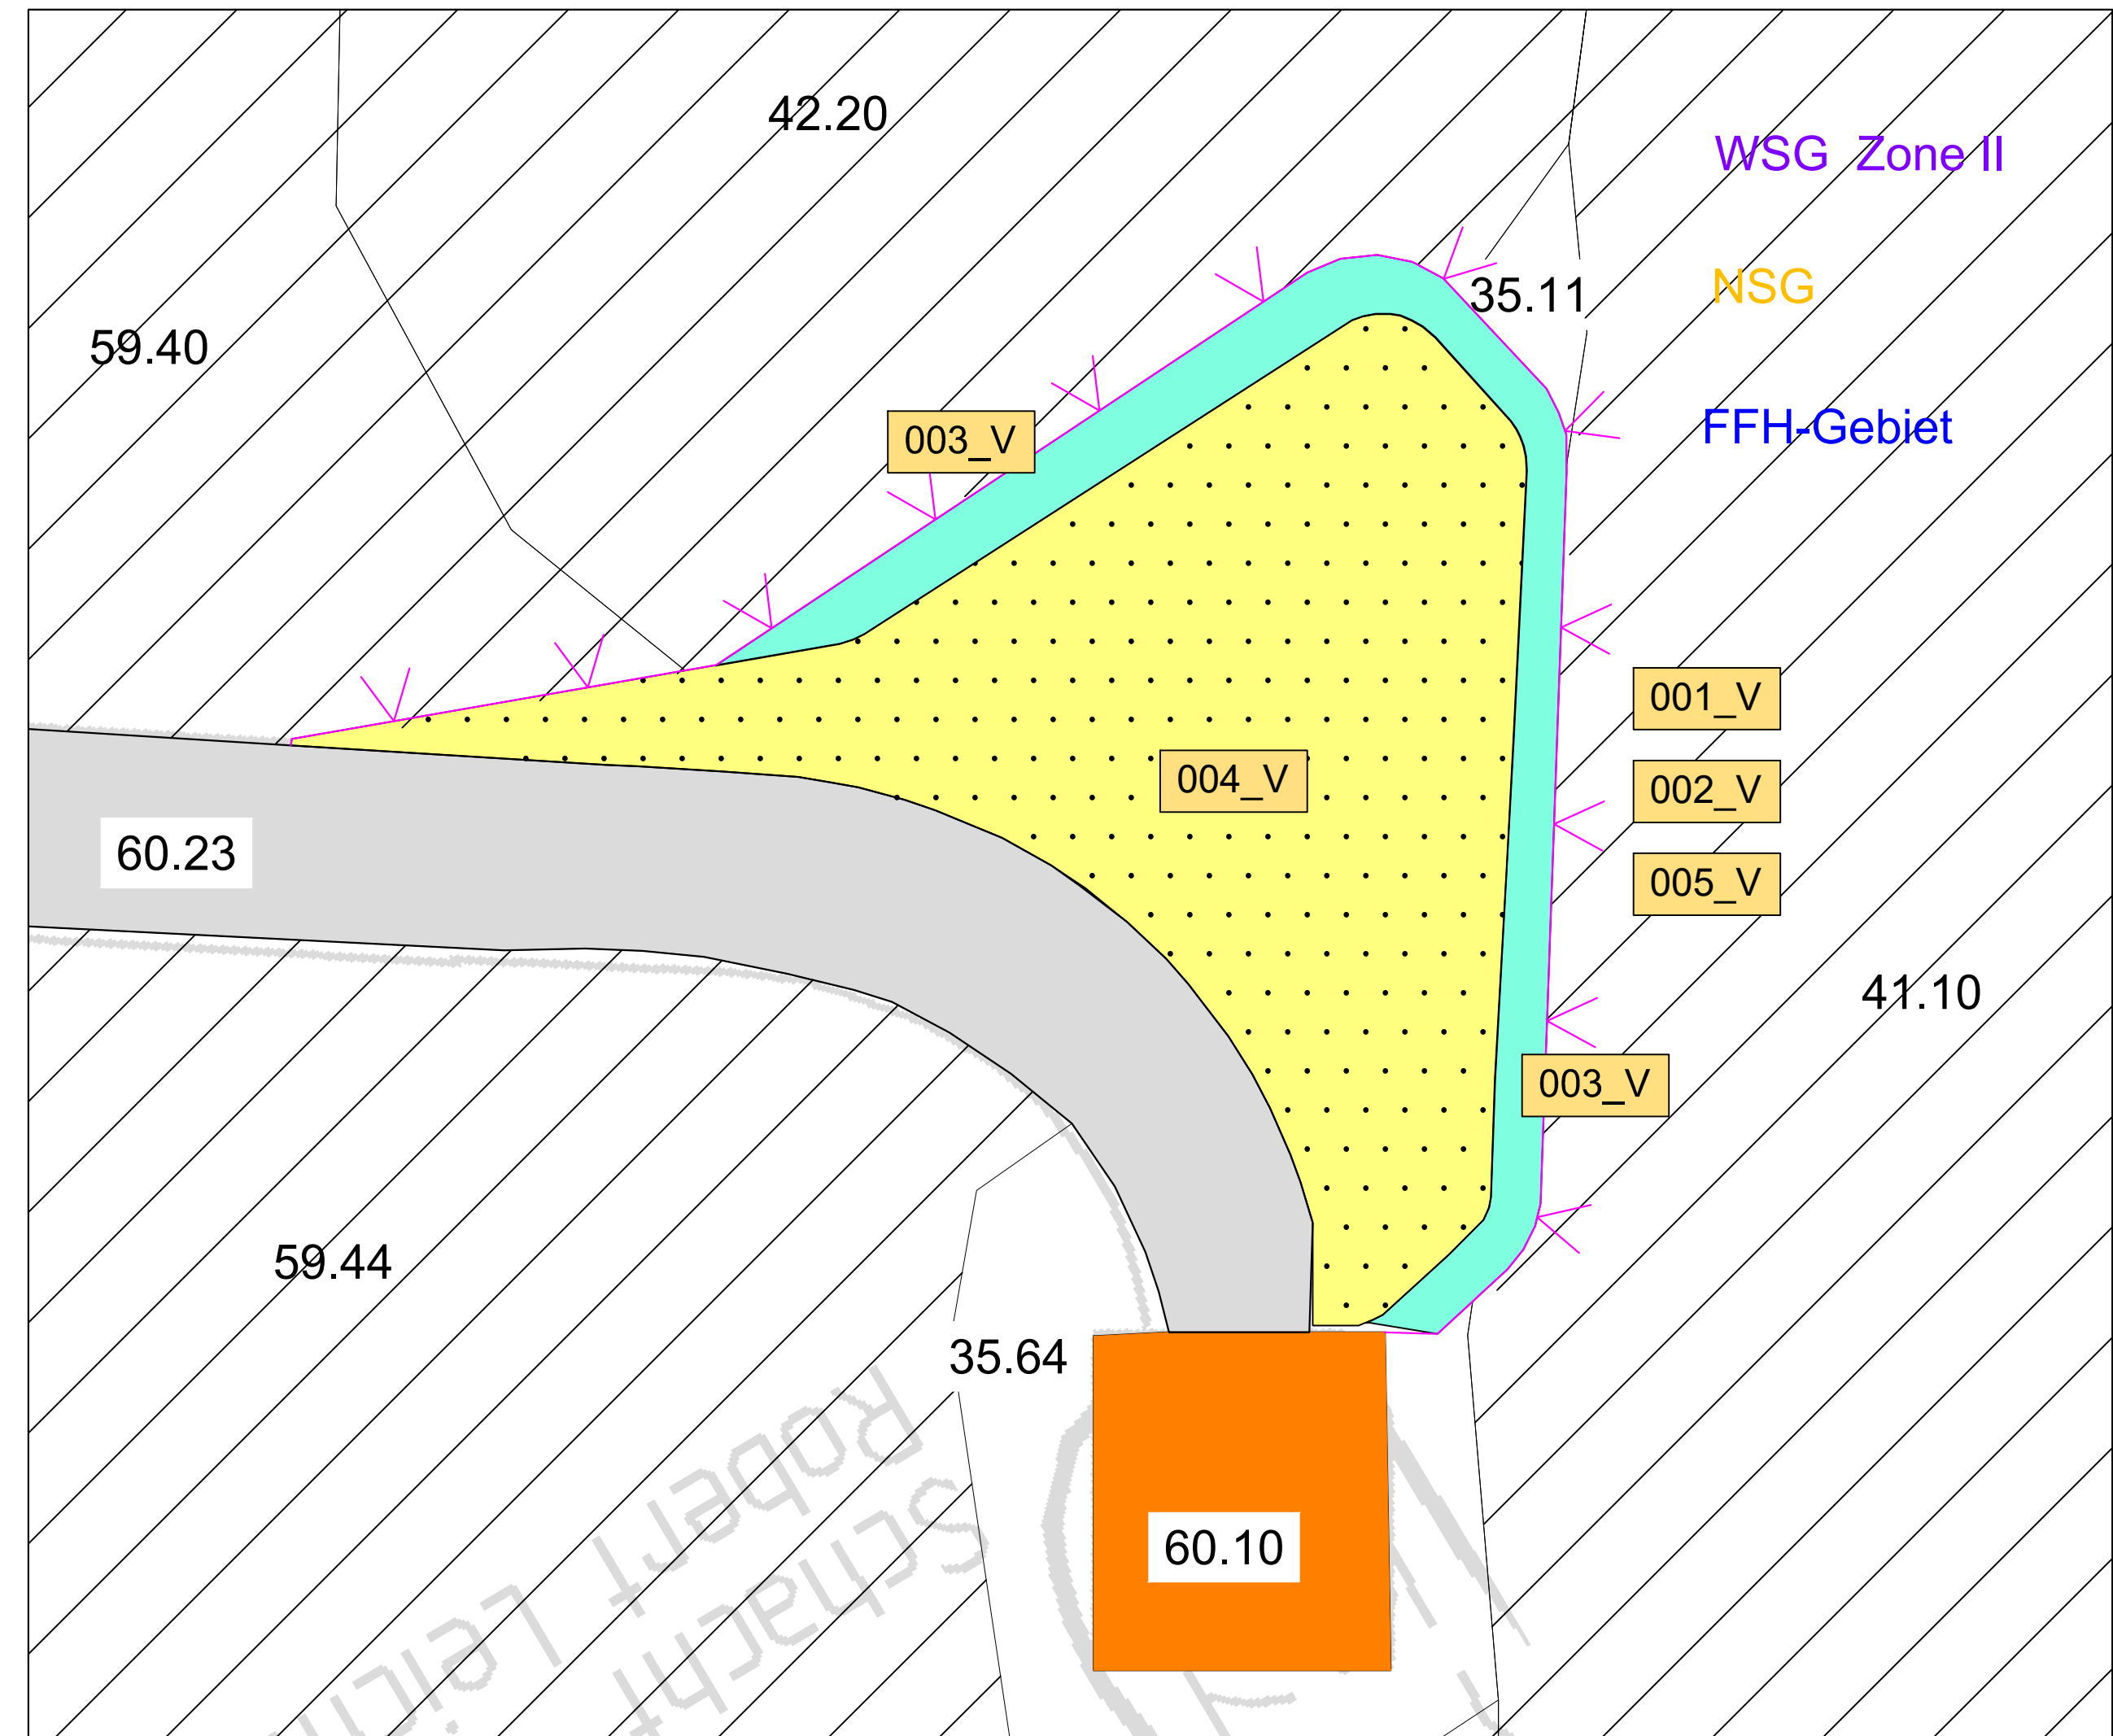 42.20
WSG Zone II
35.11
NSG
59.40
003_V
FFH-Gebiet
001_V
004_V
002_V
60.23
005_V
41.10
003_V
59.44
35.64
Robert
Schacht
60.10